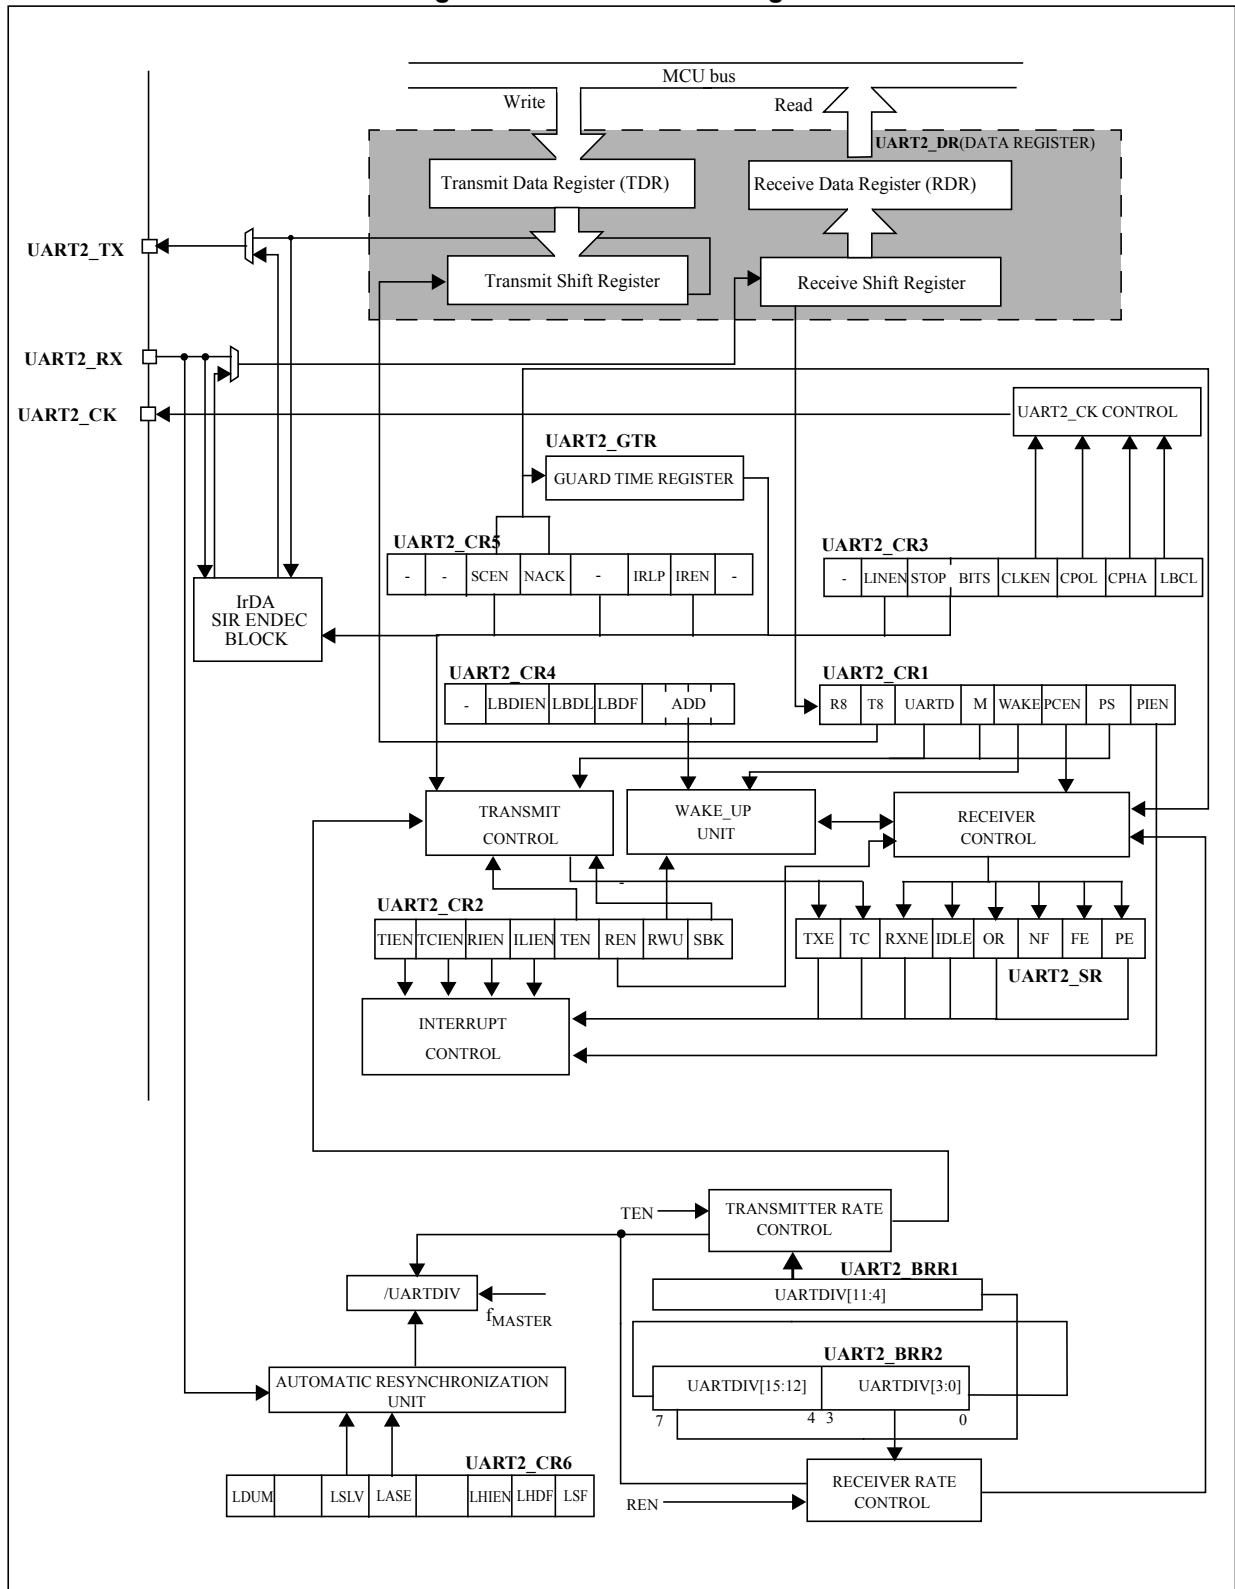 MCU bus
Write
Read
UART2_DR(DATA REGISTER)
Transmit Data Register (TDR)
Receive Data Register (RDR)
UART2_TX
Transmit Shift Register
Receive Shift Register
UART2_RX
UART2_CK
UART2_CK CONTROL
UART2_GTR
GUARD TIME REGISTER
UART2_CR5
- - SCEN NACK - IRLP IREN -
UART2_CR3
- LINEN STOP BITS CLKEN CPOL CPHA LBCL
IrDA
SIR ENDEC
BLOCK
UART2_CR4
- LBDIEN LBDL LBDF ADD
UART2_CR1
R8 T8 UARTD M WAKE PCEN PS PIEN
TRANSMIT
CONTROL
WAKE_UP
UNIT
RECEIVER
CONTROL
-
UART2_CR2
TIEN TCIEN RIEN ILIEN TEN REN RWU SBK
TXE TC RXNE IDLE OR NF FE PE
UART2_SR
INTERRUPT
CONTROL
TEN
TRANSMITTER RATE
CONTROL
UART2_BRR1
UARTDIV[11:4]
/UARTDIV
fMASTER
UART2_BRR2
UARTDIV[15:12] UARTDIV[3:0]
7 4 3 0
AUTOMATIC RESYNCHRONIZATION
UNIT
UART2_CR6
LDUM LSLV LASE LHIEN LHDF LSF
REN
RECEIVER RATE
CONTROL